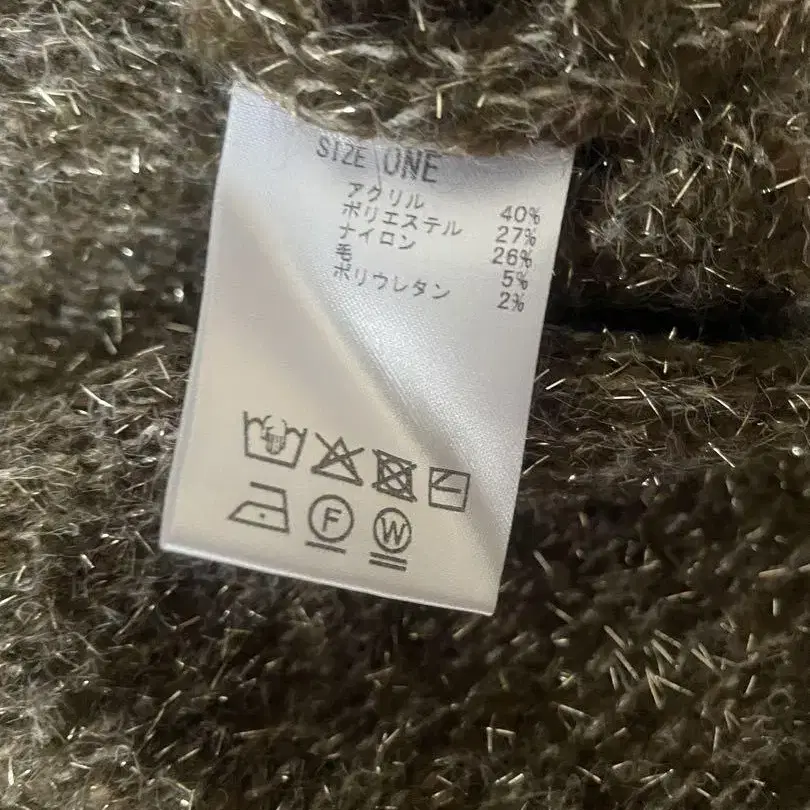 SIZE ONE
アクリル 40%
ポリエステル 27%
ナイロン 26%
毛 5%
ポリウレタン 2%
F W